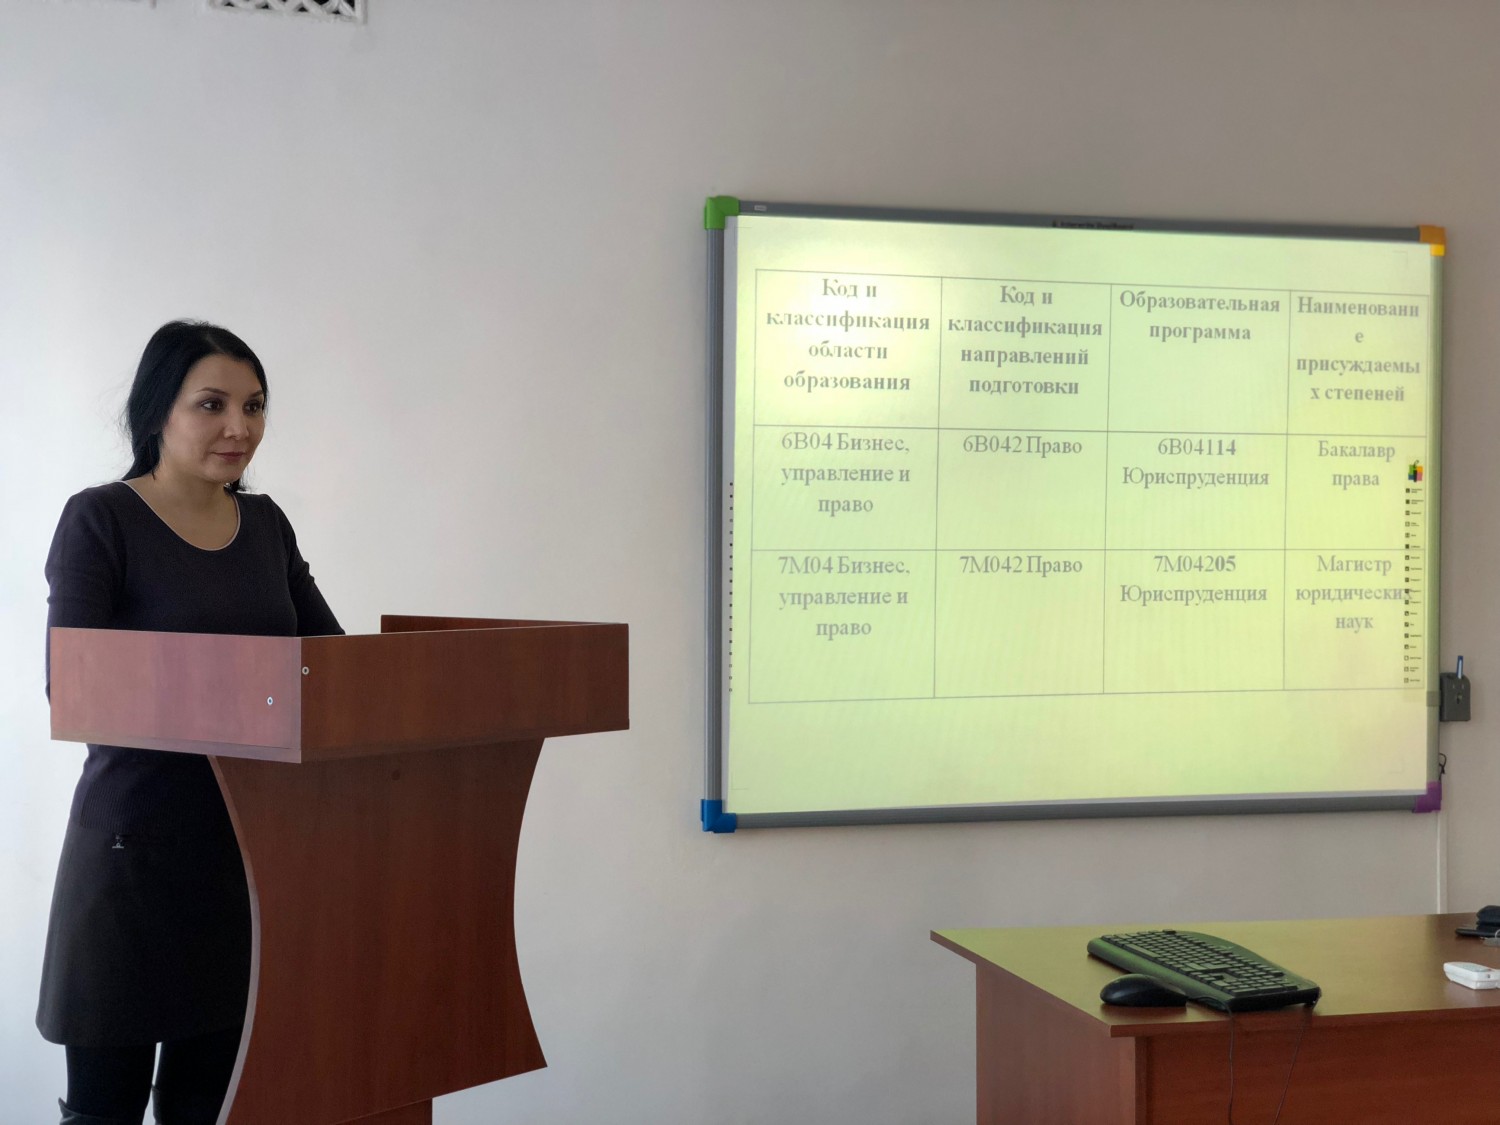 Код и
классификация
области
образования
Код и
классификация
направлений
подготовки
Образовательная
программа
Наименовани
е
присуждаемы
х степеней
6В04 Бизнес,
управление и
право
6В042 Право
6В04114
Юриспруденция
Бакалавр
права
7М04 Бизнес,
управление и
право
7М042 Право
7М04205
Юриспруденция
Магистр
юридических
наук